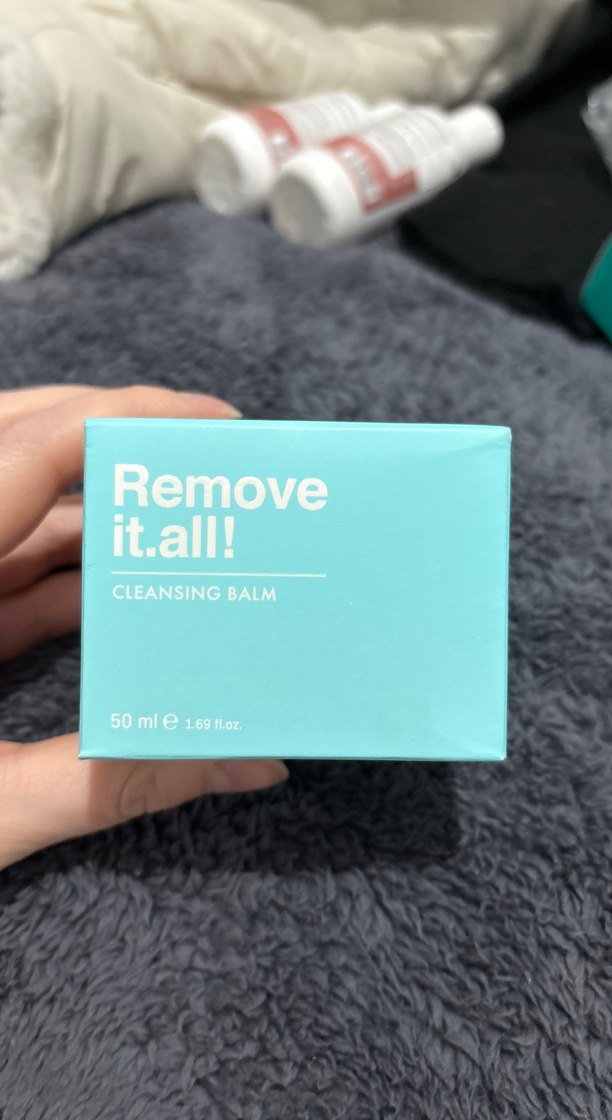 Remove
it.all!
CLEANSING BALM
50 ml ℮ 1.69 fl.oz.